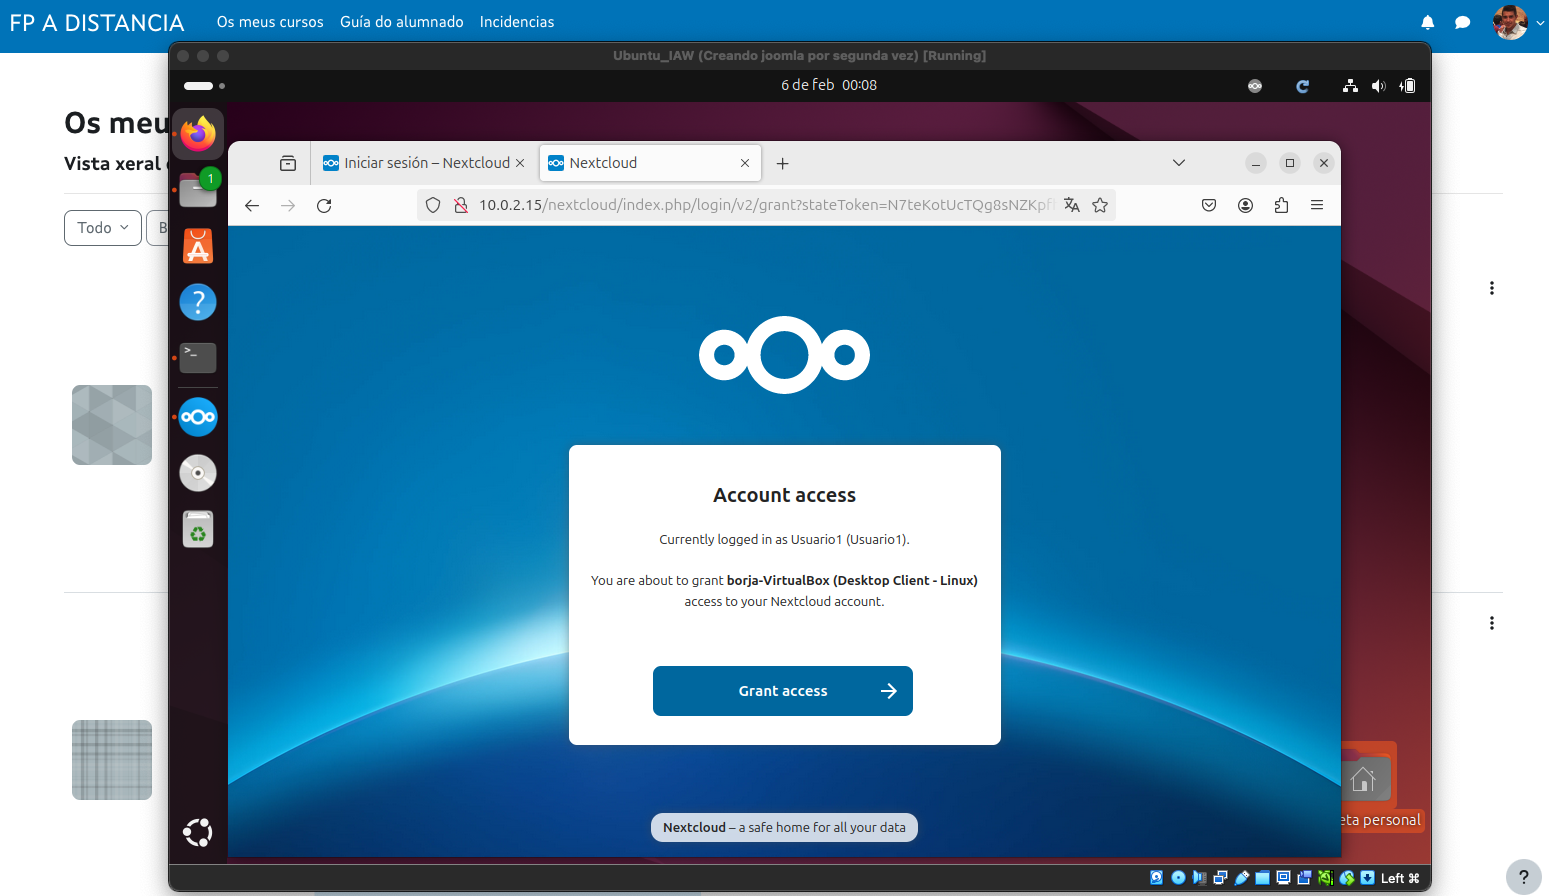 FP A DISTANCIA
Os meus cursos
Guía do alumnado
Incidencias
Ubuntu_IAW (Creando joomla por segunda vez) [Running]
6 de feb 00:08
Os meu
Vista xeral
Todo
B
1
Iniciar sesión – Nextcloud
Nextcloud
10.0.2.15/nextcloud/index.php/login/v2/grant?stateToken=N7teKotUcTQg8sNZKpf
Account access
Currently logged in as Usuario1 (Usuario1).
You are about to grant borja-VirtualBox (Desktop Client - Linux)
access to your Nextcloud account.
Grant access
eta personal
Nextcloud – a safe home for all your data
Left ⌘
?